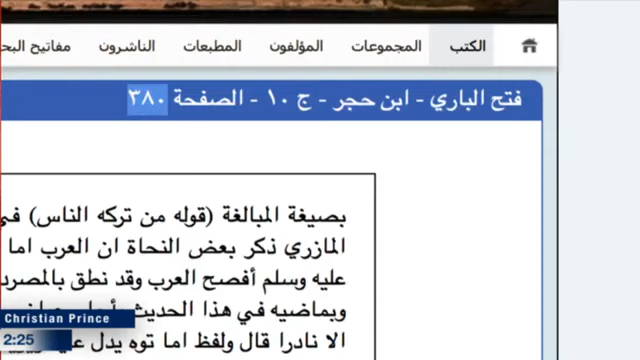 الكتب المجموعات المؤلفون المطبعات الناشرون مفاتيح
فتح الباري - ابن حجر - ج ١٠ - الصفحة ٣٨٠
بصيغة المبالغة (قوله من تركه الناس)
المازري ذكر بعض النحاة ان العرب اما
عليه وسلم أفصح العرب وقد نطق بالمصدر
وبماضيه في هذا الحديث
الا نادرا قال ولفظ اما توه يدل
Christian Prince
2:25